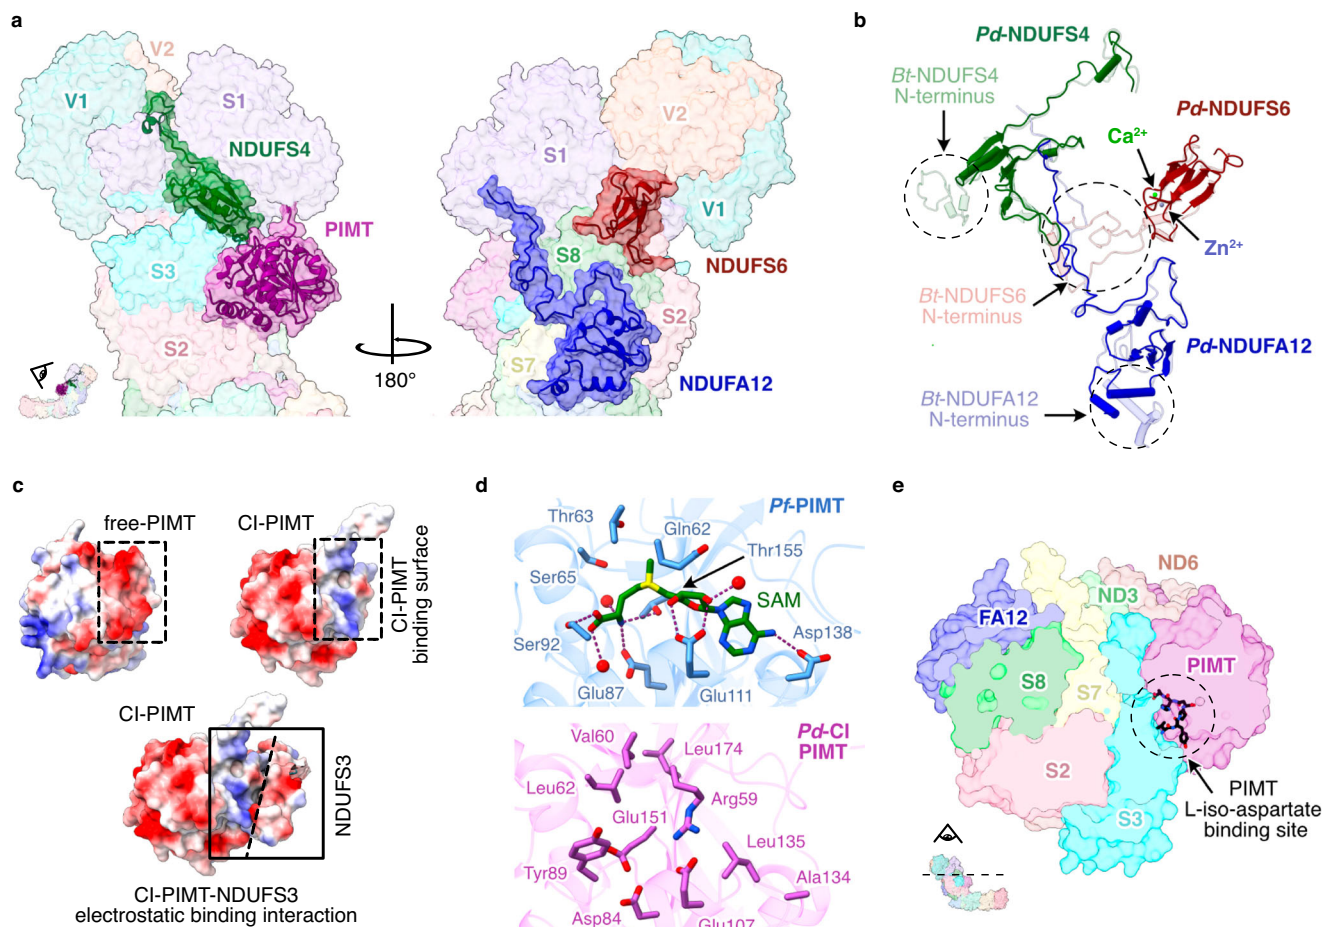 a
V2
V1
S1
NDUFS4
PIMT
S3
S2
180°
V2
S1
V1
S8
NDUFS6
S2
S7
NDUFA12
b
Pd-NDUFS4
Bt-NDUFS4
N-terminus
Pd-NDUFS6
Ca²⁺
Zn²⁺
Bt-NDUFS6
N-terminus
Pd-NDUFA12
Bt-NDUFA12
N-terminus
c
free-PIMT
CI-PIMT
CI-PIMT
binding surface
CI-PIMT
NDUFS3
CI-PIMT-NDUFS3
electrostatic binding interaction
d
Pf-PIMT
Thr63
Gln62
Thr155
Ser65
SAM
Ser92
Asp138
Glu87
Glu111
Pd-CI
PIMT
Val60
Leu174
Leu62
Arg59
Glu151
Leu135
Tyr89
Ala134
Asp84
Glu107
e
ND6
ND3
FA12
PIMT
S8
S7
S2
S3
PIMT
L-iso-aspartate
binding site